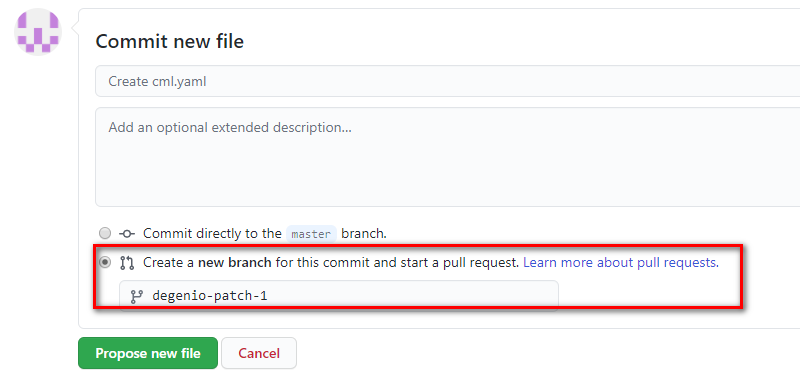 Commit new file
Create cml.yaml
Add an optional extended description...
Commit directly to the master branch.
Create a new branch for this commit and start a pull request. Learn more about pull requests.
degenio-patch-1
Propose new file Cancel